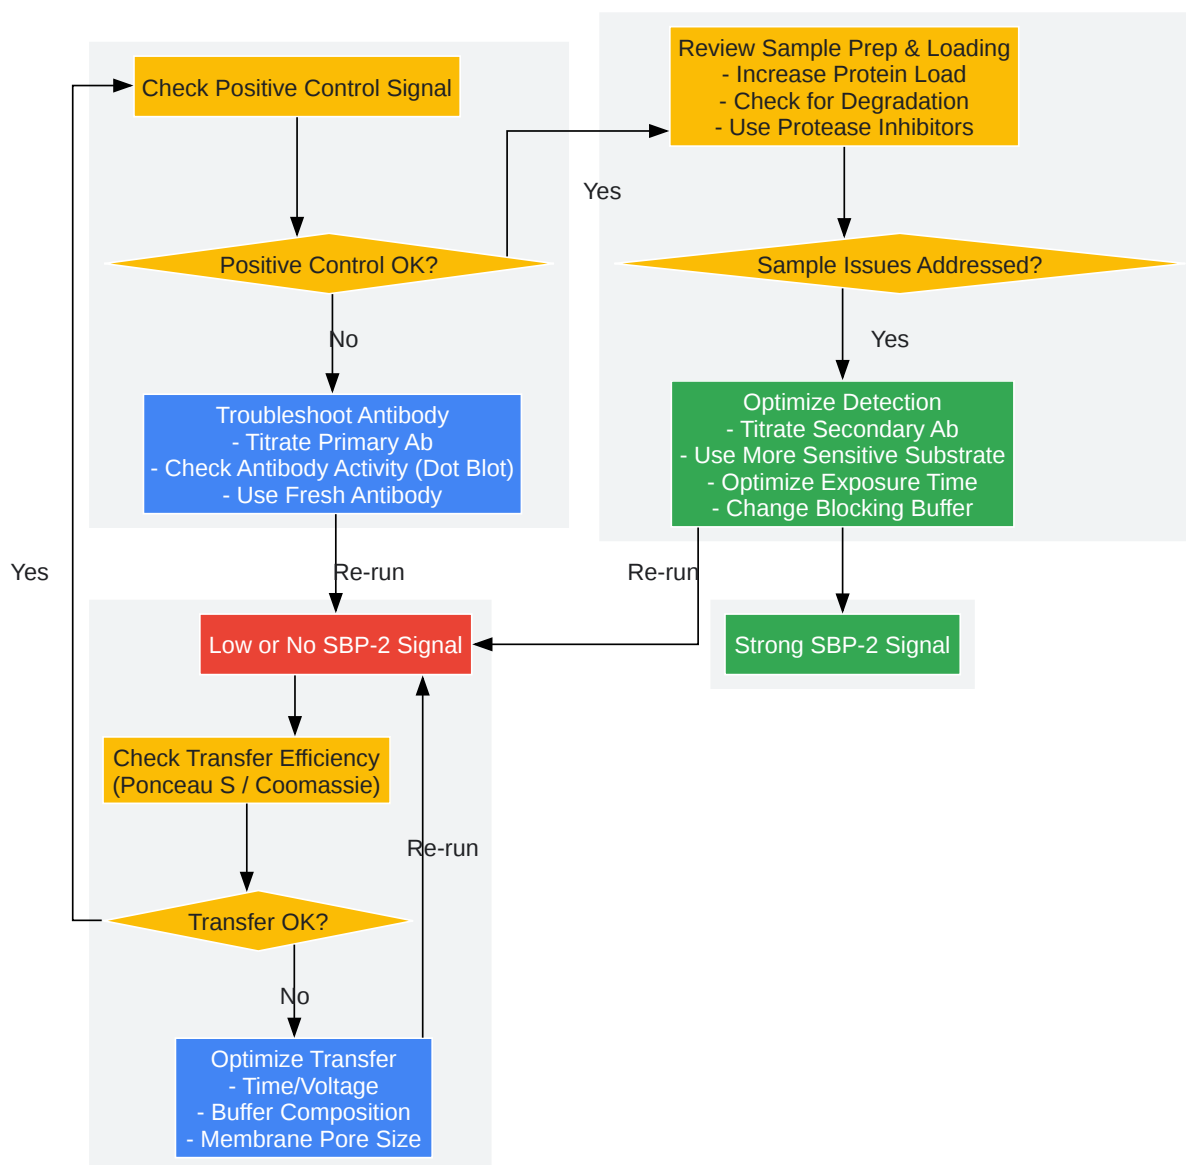 Check Positive Control Signal
Positive Control OK?
No
Troubleshoot Antibody
- Titrate Primary Ab
- Check Antibody Activity (Dot Blot)
- Use Fresh Antibody
Yes
Review Sample Prep & Loading
- Increase Protein Load
- Check for Degradation
- Use Protease Inhibitors
Sample Issues Addressed?
Yes
Optimize Detection
- Titrate Secondary Ab
- Use More Sensitive Substrate
- Optimize Exposure Time
- Change Blocking Buffer
Yes
Re-run
Re-run
Low or No SBP-2 Signal
Strong SBP-2 Signal
Check Transfer Efficiency
(Ponceau S / Coomassie)
Re-run
Transfer OK?
No
Optimize Transfer
- Time/Voltage
- Buffer Composition
- Membrane Pore Size